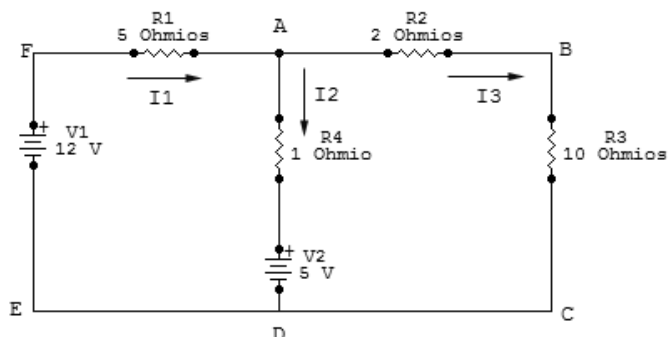 R1
5 Ohmios
A
R2
2 Ohmios
F
B
I1
I2
I3
V1
+
12 V
R4
1 Ohmio
R3
10 Ohmios
+
V2
5 V
E
D
C